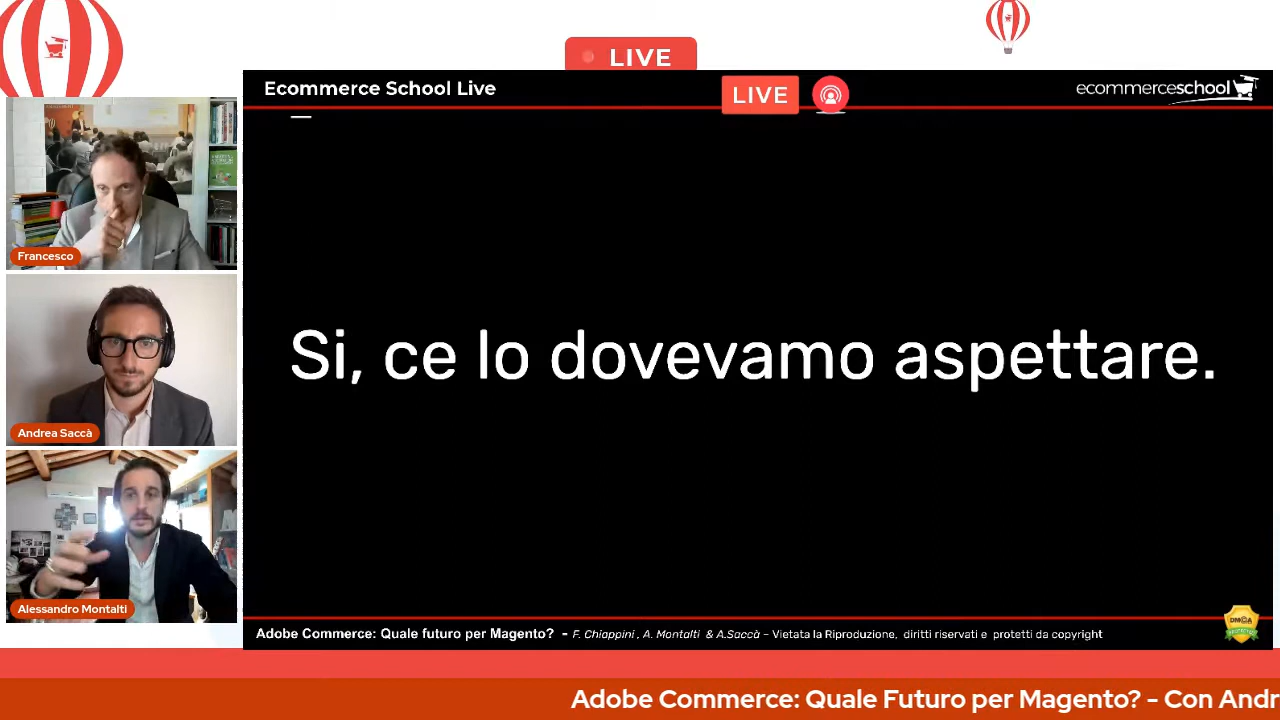 LIVE
Ecommerce School Live
LIVE
ecommerceschool
Francesco
Si, ce lo dovevamo aspettare.
Andrea Saccà
Alessandro Montalti
Adobe Commerce: Quale futuro per Magento? - F. Chiappini , A. Montalti & A.Saccà – Vietata la Riproduzione, diritti riservati e protetti da copyright
DMCA
Adobe Commerce: Quale Futuro per Magento? - Con Andr